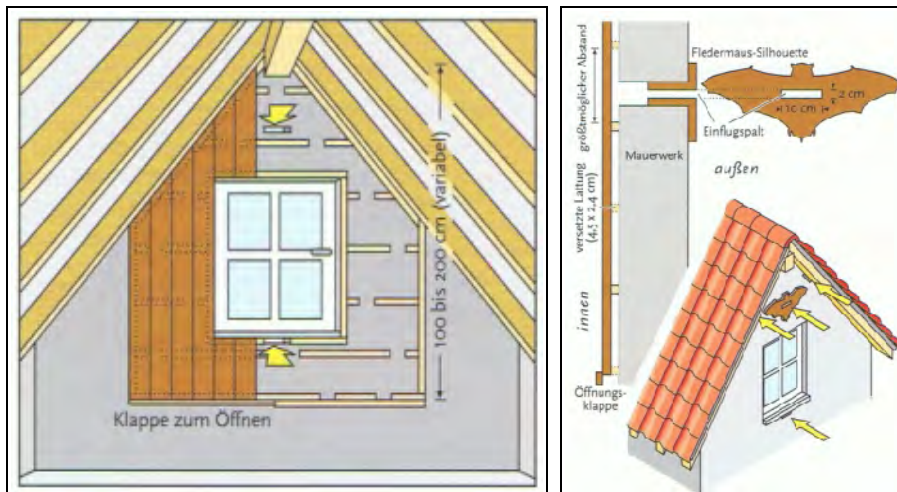 100 bis 200 cm (variabel)
Klappe zum Öffnen
größtmöglicher Abstand
versetzte Lattung
(4,5 x 2,4 cm)
innen
Öffnungs-
klappe
Mauerwerk
Fledermaus-Silhouette
2 cm
10 cm
Einflugspalt
außen